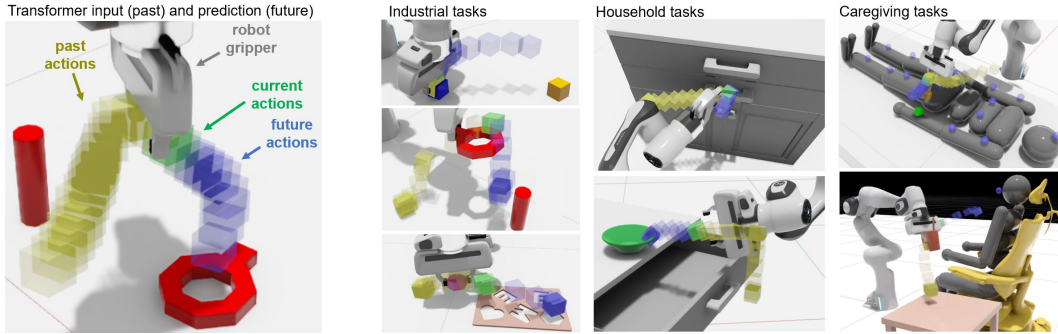 Transformer input (past) and prediction (future)
past
actions
robot
gripper
current
actions
future
actions
Industrial tasks
Household tasks
Caregiving tasks